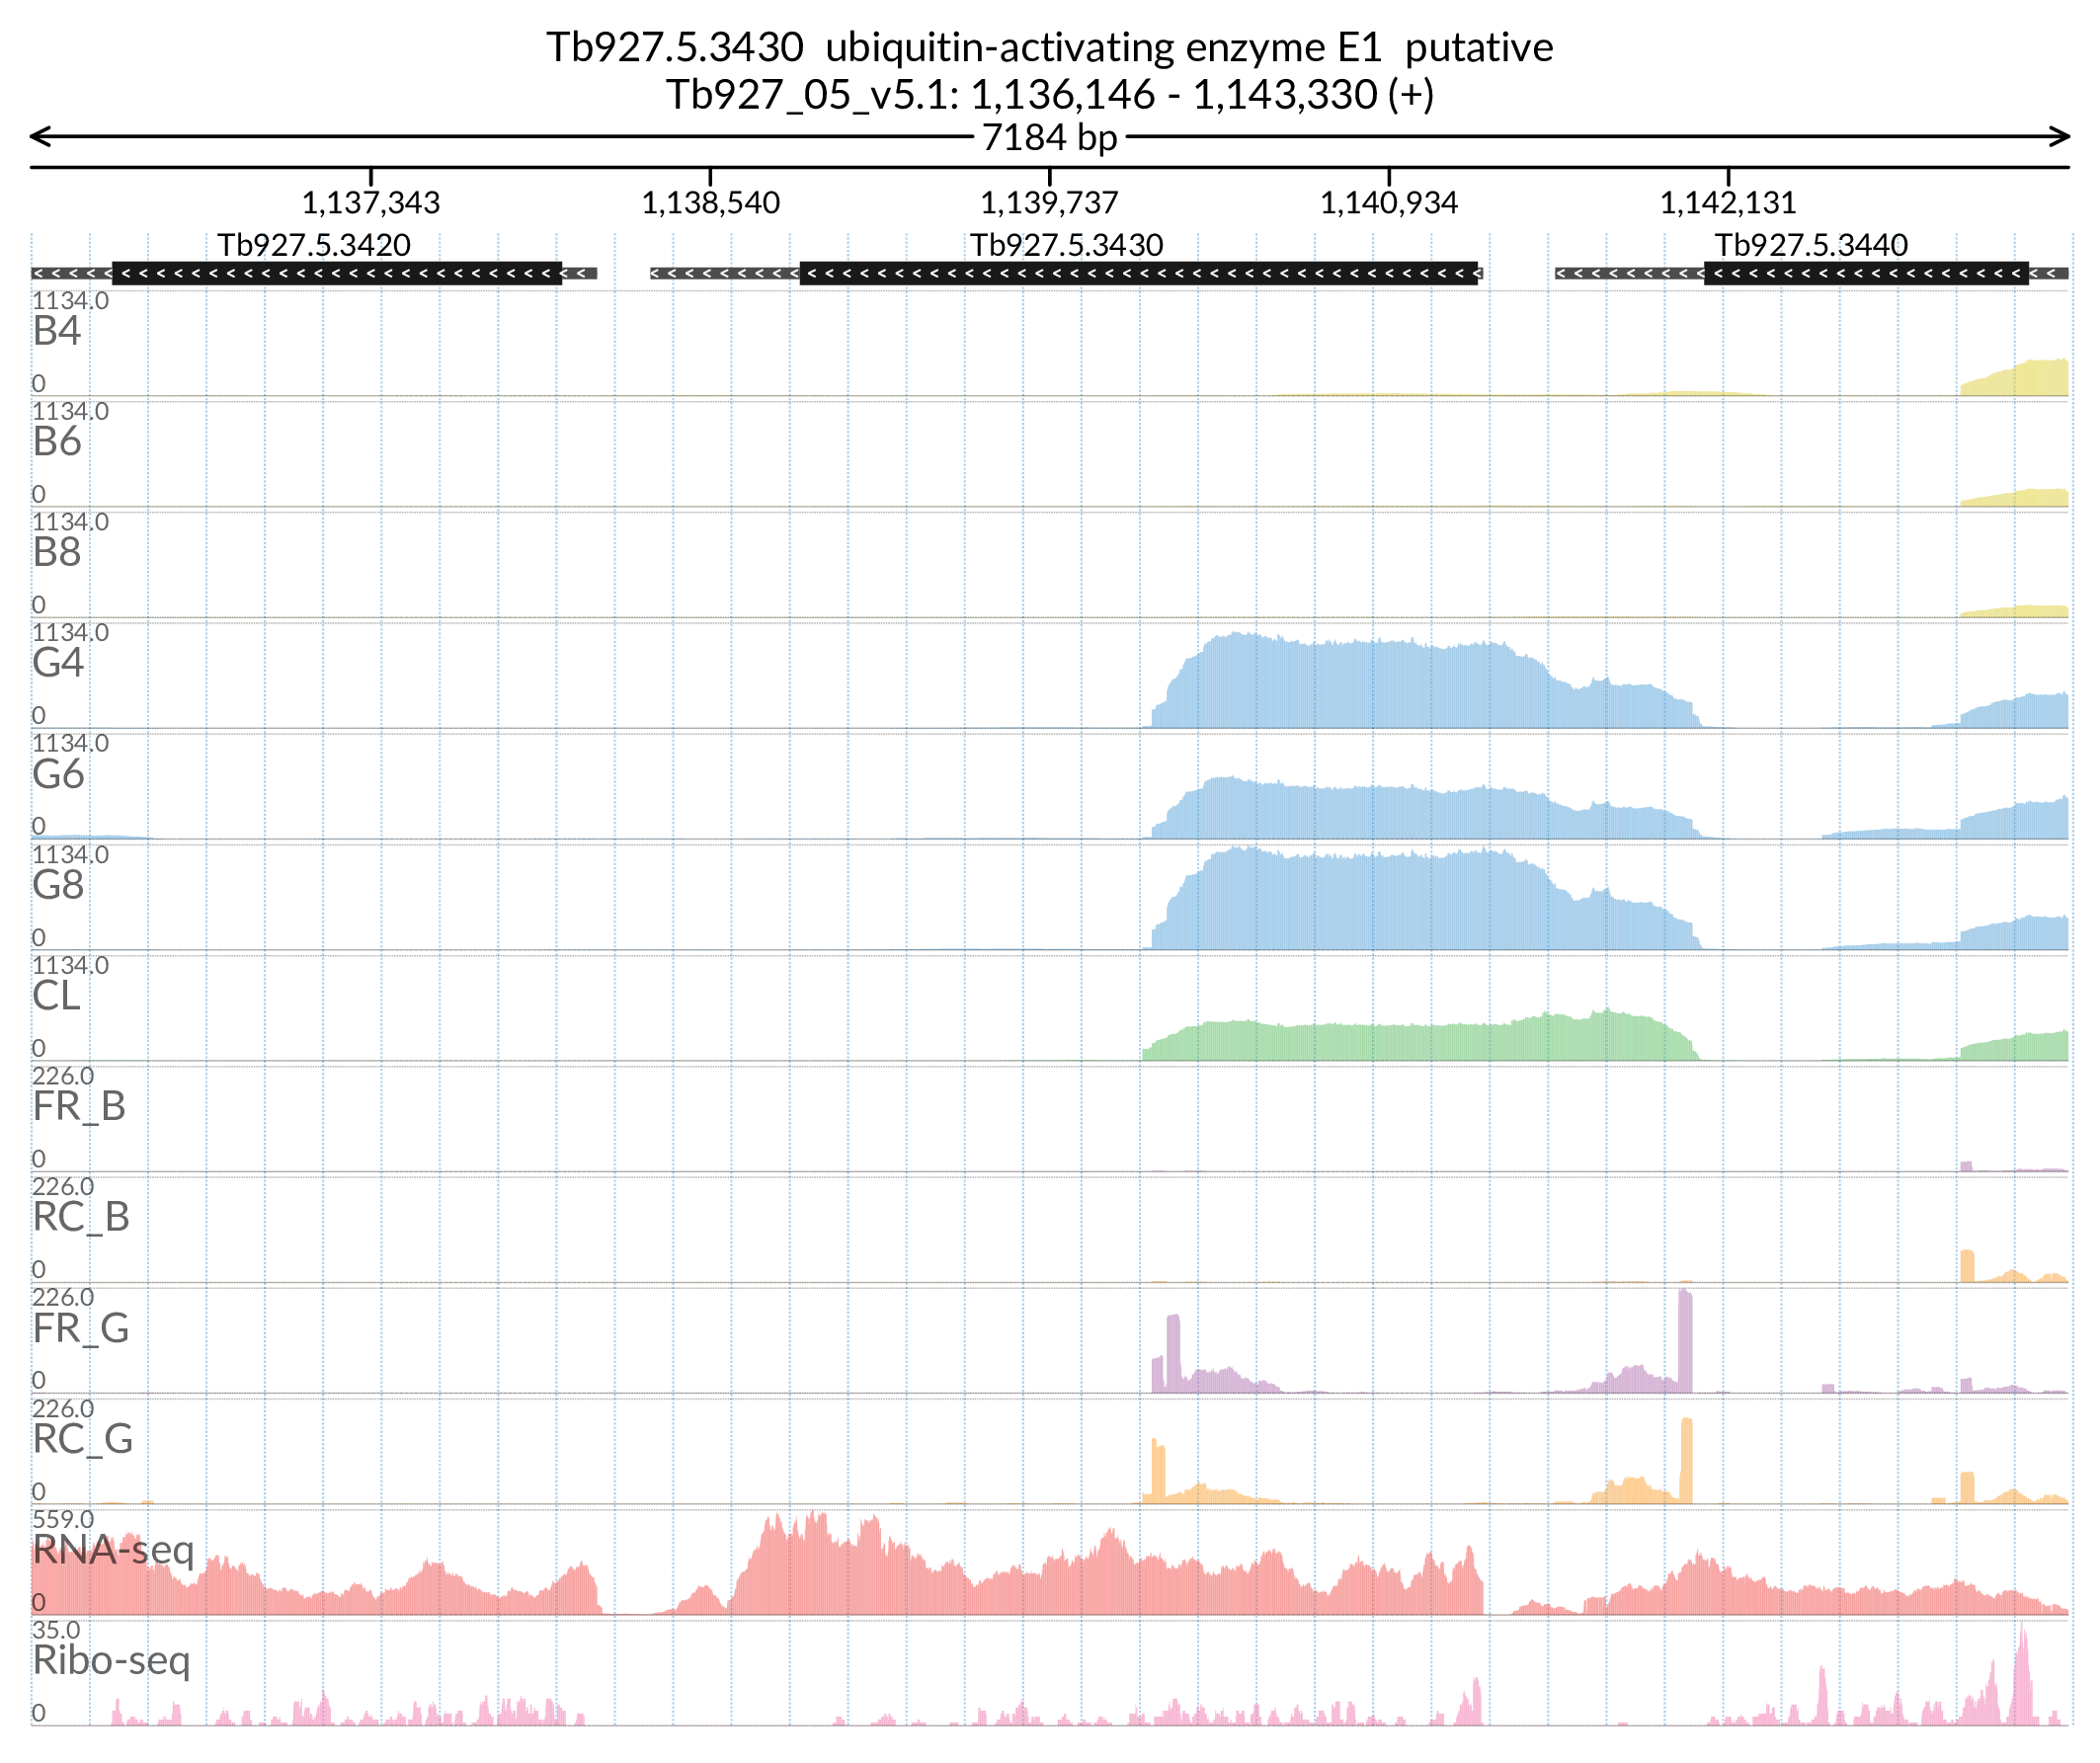 Tb927.5.3430 ubiquitin-activating enzyme E1 putative
Tb927_05_v5.1: 1,136,146 - 1,143,330 (+)
7184 bp
1,137,343 1,138,540 1,139,737 1,140,934 1,142,131
Tb927.5.3420 Tb927.5.3430 Tb927.5.3440
1134.0
B4
0
1134.0
B6
0
1134.0
B8
0
1134.0
G4
0
1134.0
G6
0
1134.0
G8
0
1134.0
CL
0
226.0
FR_B
0
226.0
RC_B
0
226.0
FR_G
0
226.0
RC_G
0
559.0
RNA-seq
0
35.0
Ribo-seq
0